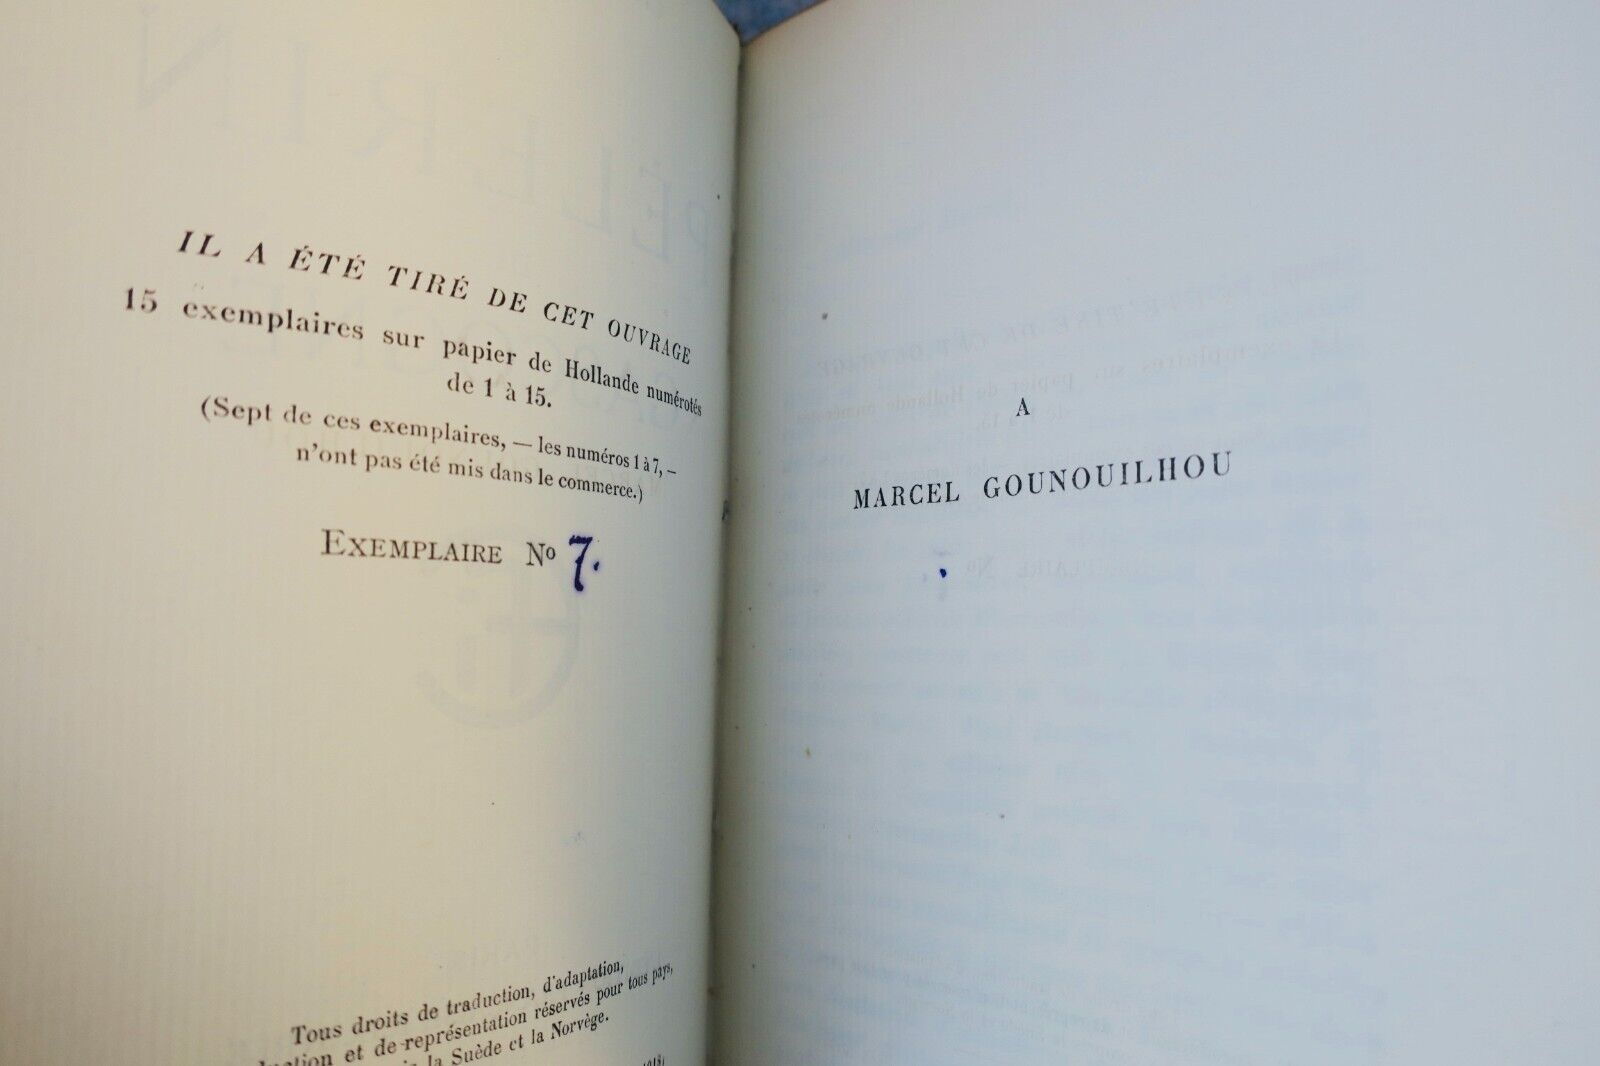 IL A ÉTÉ TIRÉ DE CET OUVRAGE
15 exemplaires sur papier de Hollande numérotés
de 1 à 15.
(Sept de ces exemplaires, — les numéros 1 à 7, —
n'ont pas été mis dans le commerce.)
EXEMPLAIRE No 7.
Tous droits de traduction, d'adaptation,
et de représentation réservés pour tous pays,
la Suède et la Norvège.
A
MARCEL GOUNOUILHOU